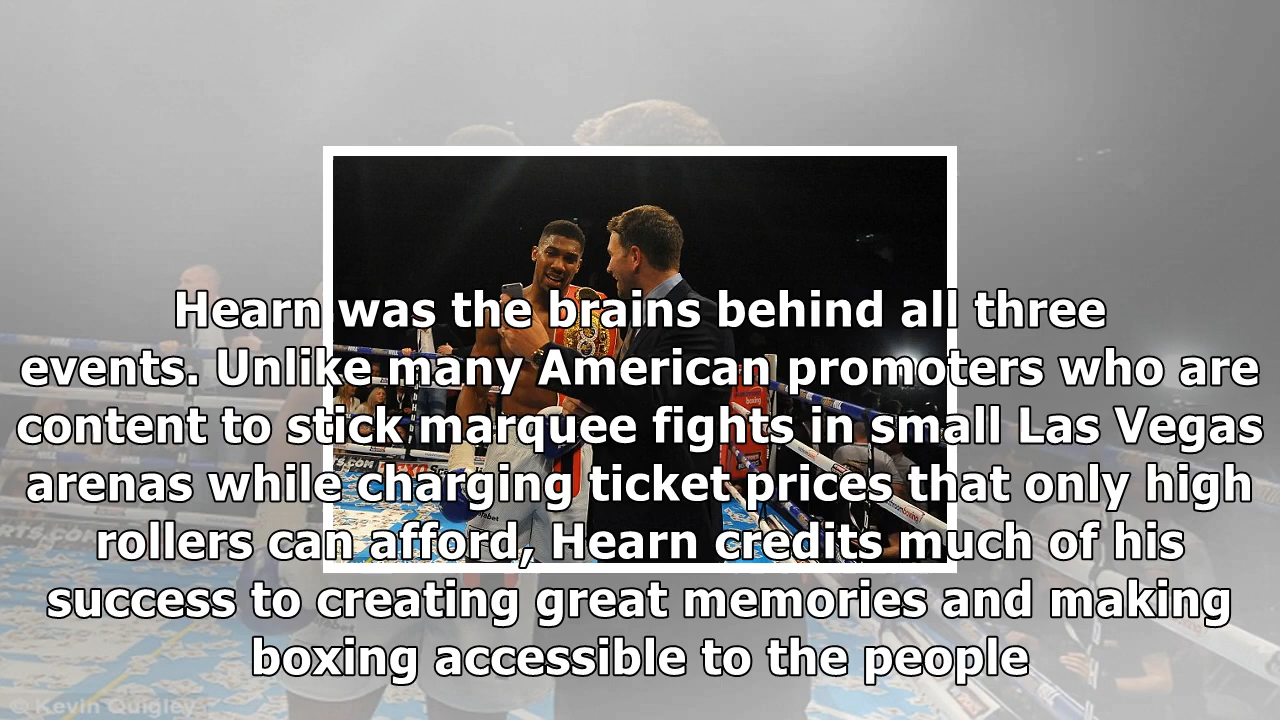 Hearn was the brains behind all three
events. Unlike many American promoters who are
content to stick marquee fights in small Las Vegas
arenas while charging ticket prices that only high
rollers can afford, Hearn credits much of his
success to creating great memories and making
boxing accessible to the people
© Kevin Quigley